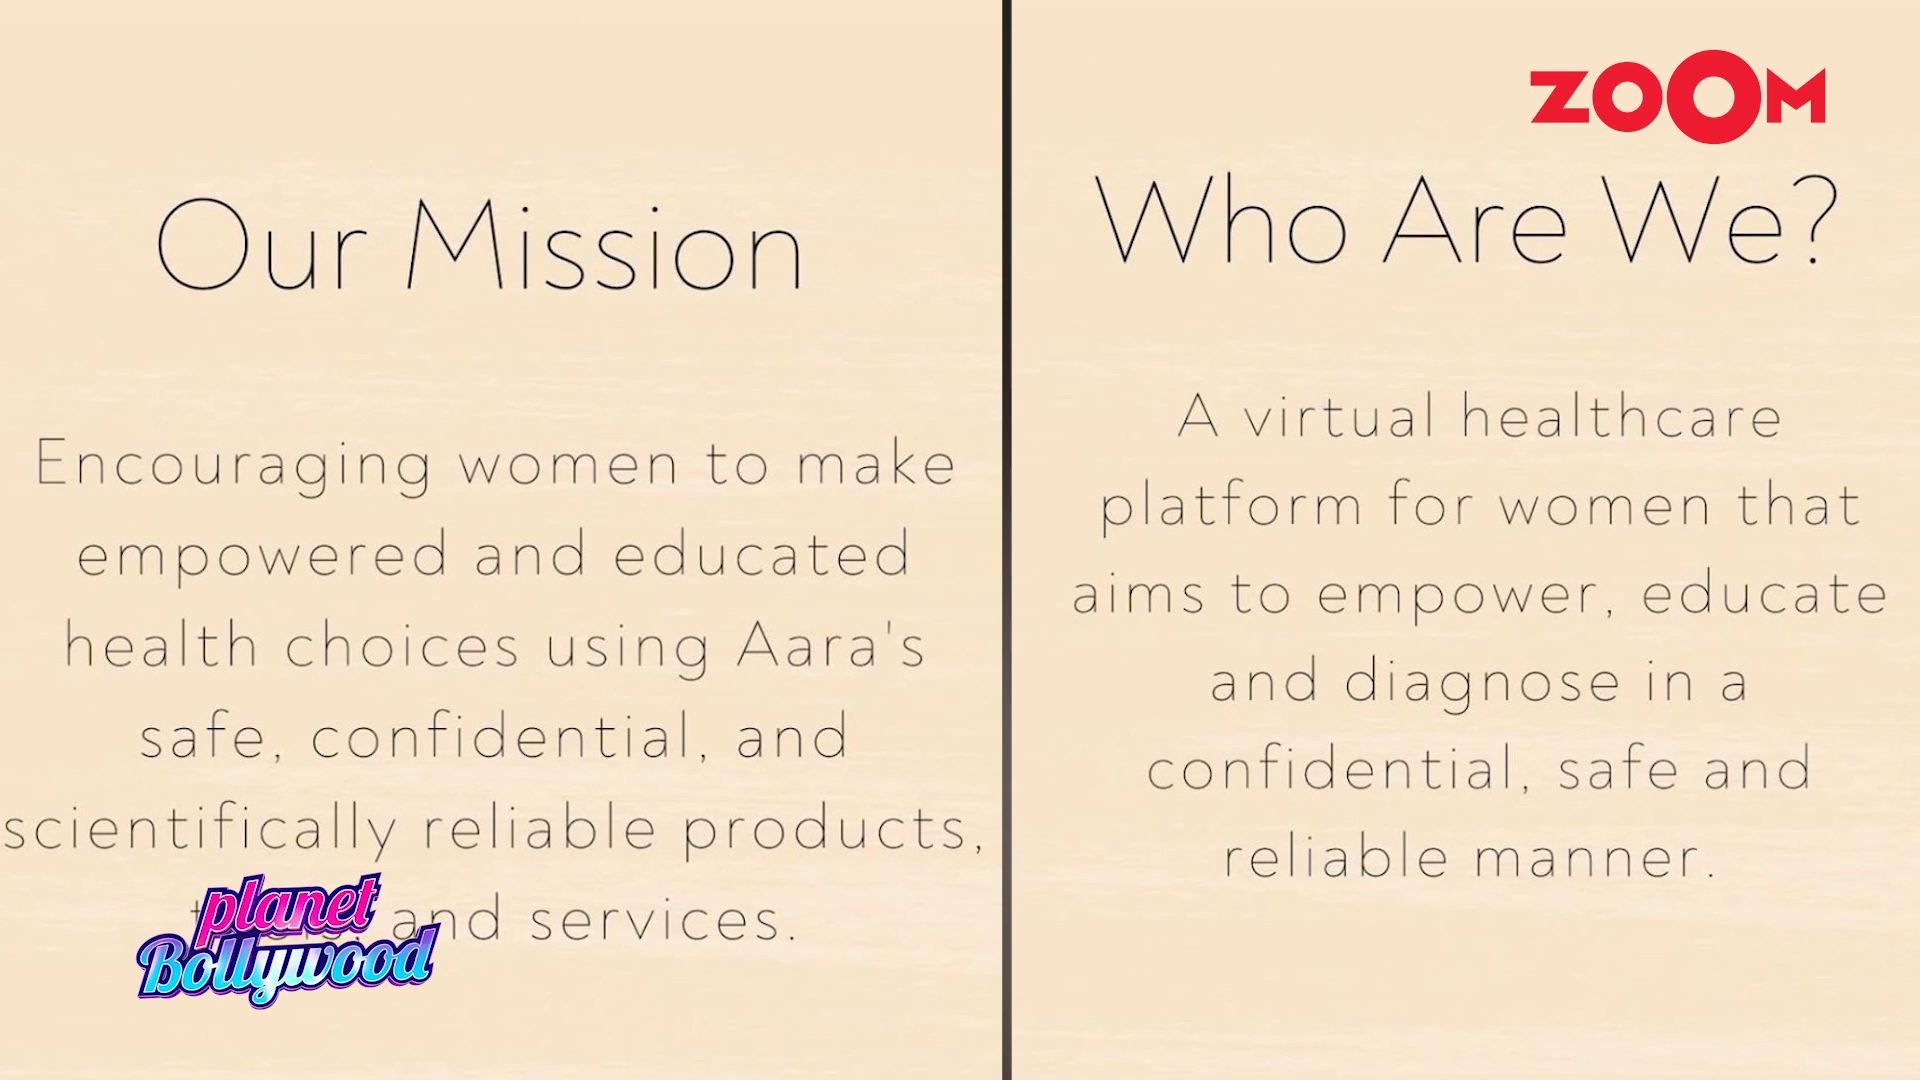 Our Mission
Encouraging women to make
empowered and educated
health choices using Aara's
safe, confidential, and
scientifically reliable products,
and services.
planet
Bollywood
ZOOM
Who Are We?
A virtual healthcare
platform for women that
aims to empower, educate
and diagnose in a
confidential, safe and
reliable manner.